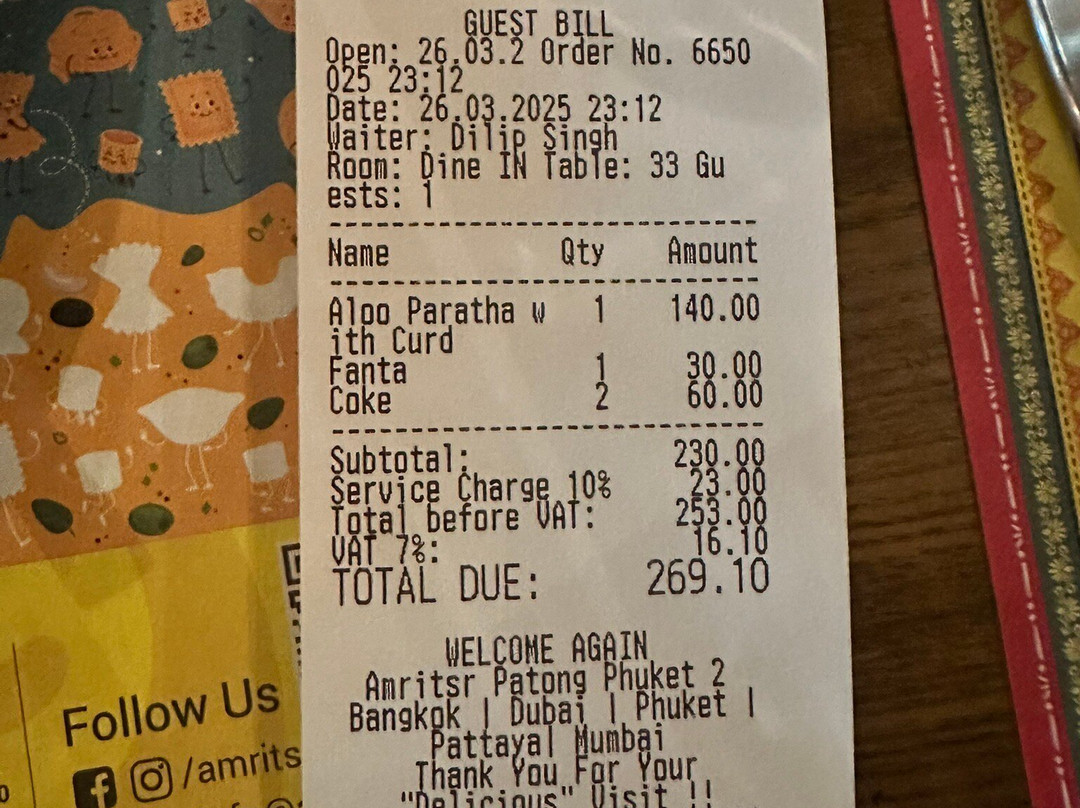 GUEST BILL
Open: 26.03.2 Order No. 6650
025 23:12
Date: 26.03.2025 23:12
Waiter: Dilip Singh
Room: Dine IN Table: 33 Gu
ests: 1
Name Qty Amount
Aloo Paratha w 1 140.00
ith Curd
Fanta 1 30.00
Coke 2 60.00
Subtotal: 230.00
Service Charge 10% 23.00
Total before VAT: 253.00
VAT 7%: 16.10
TOTAL DUE: 269.10
WELCOME AGAIN
Amritsr Patong Phuket 2
Bangkok | Dubai | Phuket |
Pattaya| Mumbai
Thank You For Your
"Delicious" Visit !!
Follow Us
/amrits